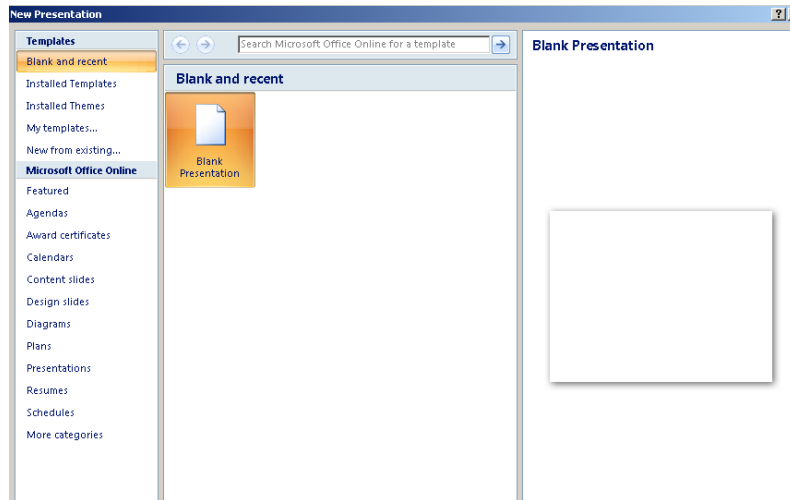 New Presentation
?
Templates
Blank and recent
Installed Templates
Installed Themes
My templates...
New from existing...
Microsoft Office Online
Featured
Agendas
Award certificates
Calendars
Content slides
Design slides
Diagrams
Plans
Presentations
Resumes
Schedules
More categories
Search Microsoft Office Online for a template
Blank and recent
Blank
Presentation
Blank Presentation